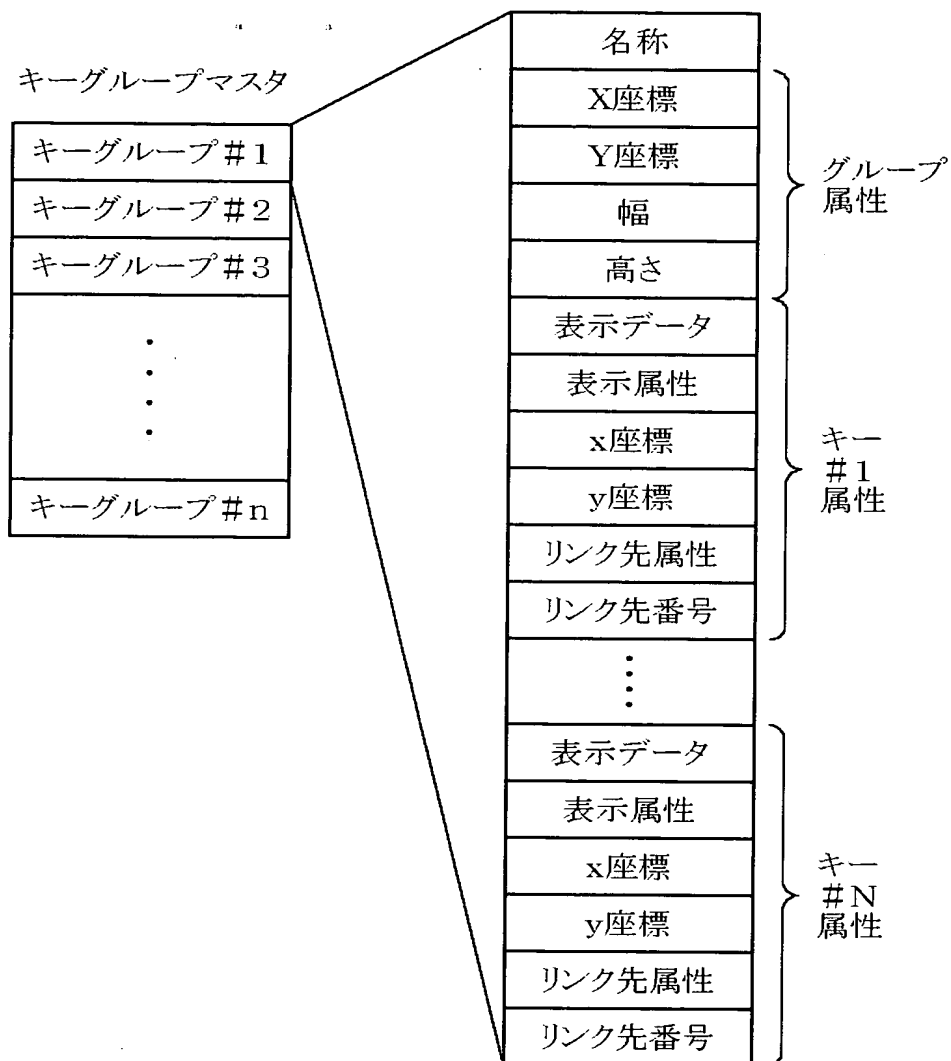 キーグループマスタ
キーグループ#1
キーグループ#2
キーグループ#3
キーグループ#n
名称
X座標
Y座標
幅
高さ
グループ
属性
表示データ
表示属性
x座標
y座標
リンク先属性
リンク先番号
キー
#1
属性
表示データ
表示属性
x座標
y座標
リンク先属性
リンク先番号
キー
#N
属性